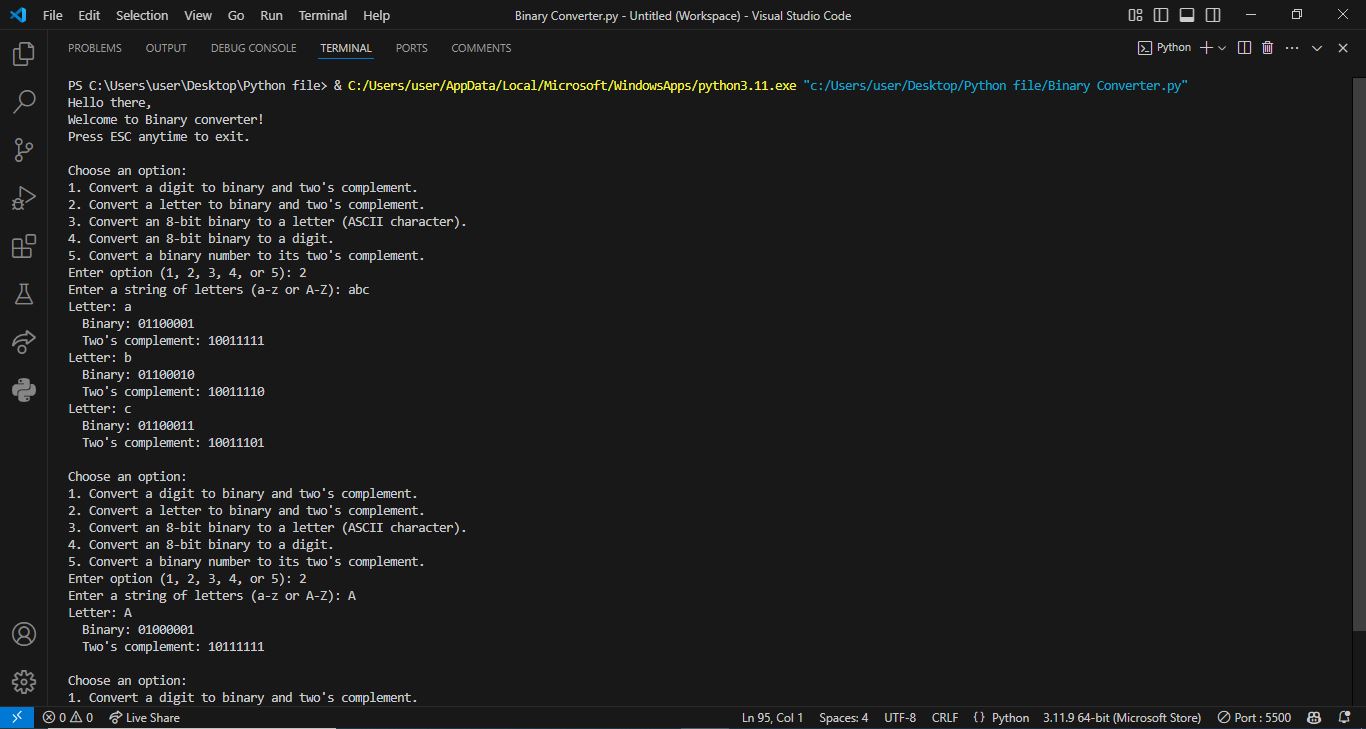 File Edit Selection View Go Run Terminal Help Binary Converter.py - Untitled (Workspace) - Visual Studio Code
PROBLEMS OUTPUT DEBUG CONSOLE TERMINAL PORTS COMMENTS Python
PS C:\Users\user\Desktop\Python file> & C:/Users/user/AppData/Local/Microsoft/WindowsApps/python3.11.exe "c:/Users/user/Desktop/Python file/Binary Converter.py"
Hello there,
Welcome to Binary converter!
Press ESC anytime to exit.
Choose an option:
1. Convert a digit to binary and two's complement.
2. Convert a letter to binary and two's complement.
3. Convert an 8-bit binary to a letter (ASCII character).
4. Convert an 8-bit binary to a digit.
5. Convert a binary number to its two's complement.
Enter option (1, 2, 3, 4, or 5): 2
Enter a string of letters (a-z or A-Z): abc
Letter: a
Binary: 01100001
Two's complement: 10011111
Letter: b
Binary: 01100010
Two's complement: 10011110
Letter: c
Binary: 01100011
Two's complement: 10011101
Choose an option:
1. Convert a digit to binary and two's complement.
2. Convert a letter to binary and two's complement.
3. Convert an 8-bit binary to a letter (ASCII character).
4. Convert an 8-bit binary to a digit.
5. Convert a binary number to its two's complement.
Enter option (1, 2, 3, 4, or 5): 2
Enter a string of letters (a-z or A-Z): A
Letter: A
Binary: 01000001
Two's complement: 10111111
Choose an option:
1. Convert a digit to binary and two's complement.
0 0 Live Share Ln 95, Col 1 Spaces: 4 UTF-8 CRLF {} Python 3.11.9 64-bit (Microsoft Store) Port : 5500